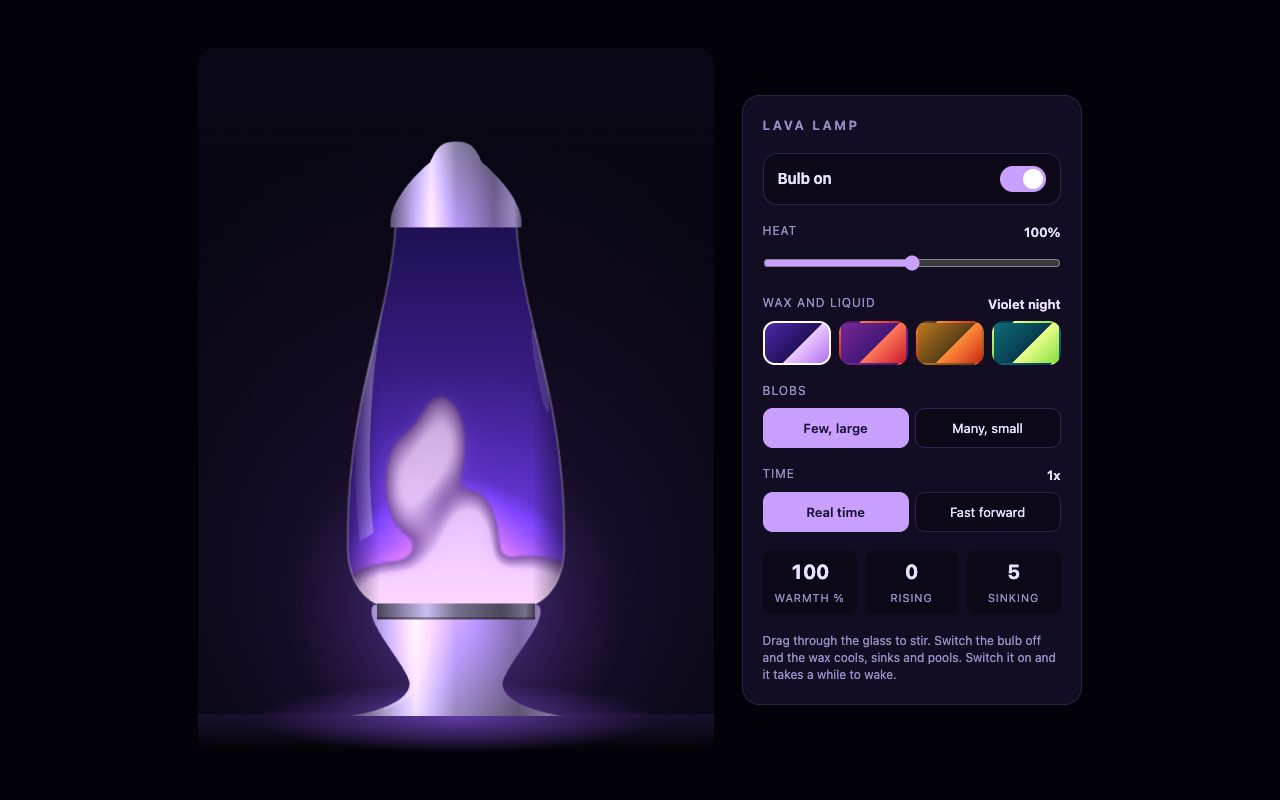 LAVA LAMP
Bulb on
HEAT 100%
WAX AND LIQUID Violet night
BLOBS
Few, large Many, small
TIME 1x
Real time Fast forward
100 0 5
WARMTH % RISING SINKING
Drag through the glass to stir. Switch the bulb off
and the wax cools, sinks and pools. Switch it on and
it takes a while to wake.